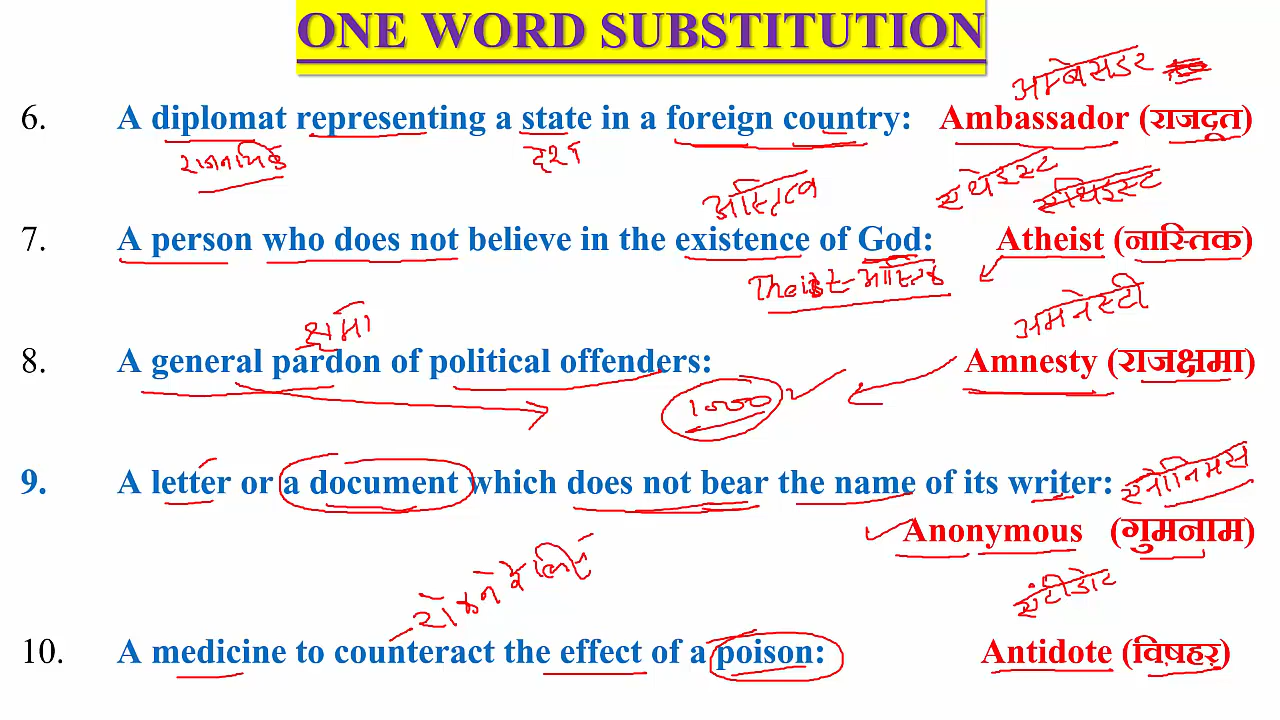 ONE WORD SUBSTITUTION
अम्बेसडर
6. A diplomat representing a state in a foreign country: Ambassador (राजदूत)
राजनयिक देश
अस्तित्व एथेइस्ट
7. A person who does not believe in the existence of God: Atheist (नास्तिक)
Theist - आस्तिक
क्षमा अमनेस्टी
8. A general pardon of political offenders: Amnesty (राजक्षमा)
1000
9. A letter or a document which does not bear the name of its writer: एनोनिमस
Anonymous (गुमनाम)
रोकने के लिए एंटीडोट
10. A medicine to counteract the effect of a poison: Antidote (विषहर)